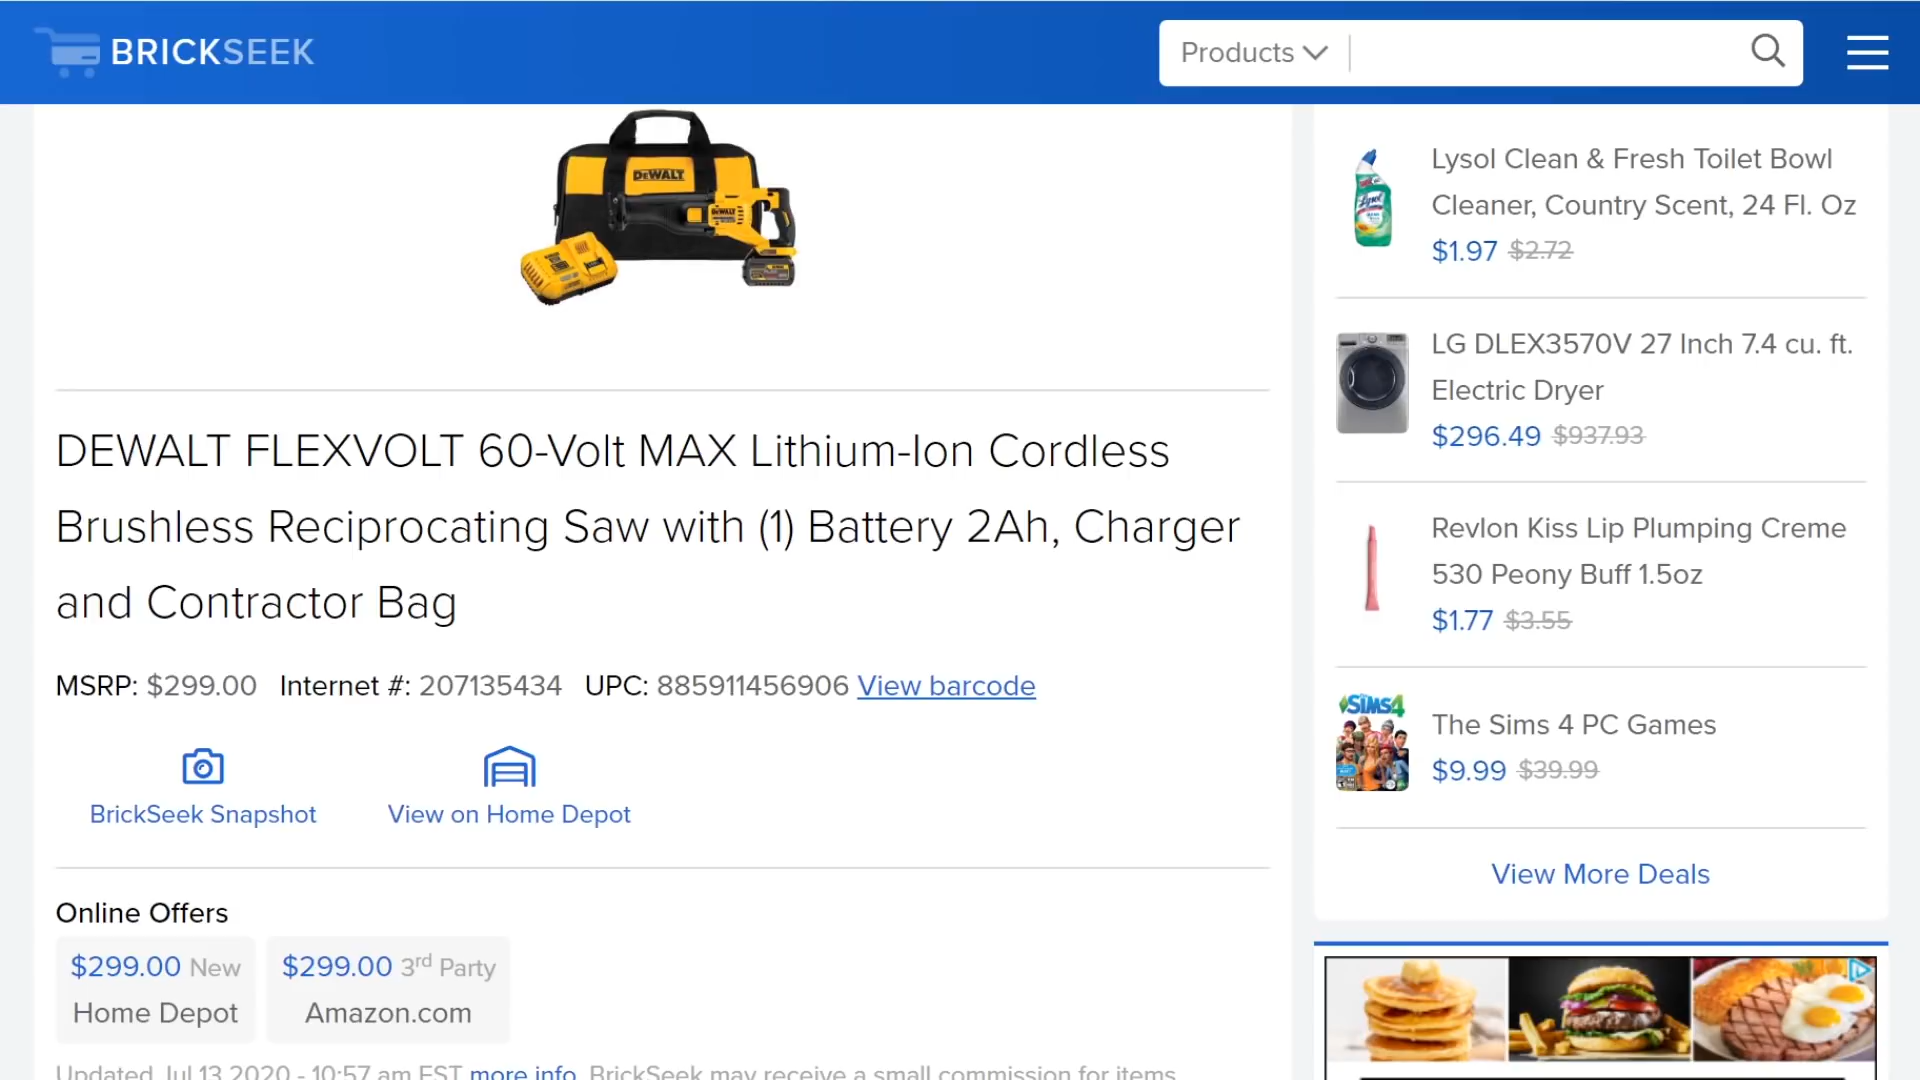 BRICKSEEK
Products
DEWALT
DEWALT
DEWALT FLEXVOLT 60-Volt MAX Lithium-Ion Cordless
Brushless Reciprocating Saw with (1) Battery 2Ah, Charger
and Contractor Bag
MSRP: $299.00 Internet #: 207135434 UPC: 885911456906 View barcode
BrickSeek Snapshot
View on Home Depot
Online Offers
$299.00 New
Home Depot
$299.00 3rd Party
Amazon.com
Updated Jul 13 2020 - 10:57 am EST more info. BrickSeek may receive a small commission for items
Lysol Clean & Fresh Toilet Bowl
Cleaner, Country Scent, 24 Fl. Oz
$1.97 $2.72
LG DLEX3570V 27 Inch 7.4 cu. ft.
Electric Dryer
$296.49 $937.93
Revlon Kiss Lip Plumping Creme
530 Peony Buff 1.5oz
$1.77 $3.55
SIMS4
The Sims 4 PC Games
$9.99 $39.99
View More Deals